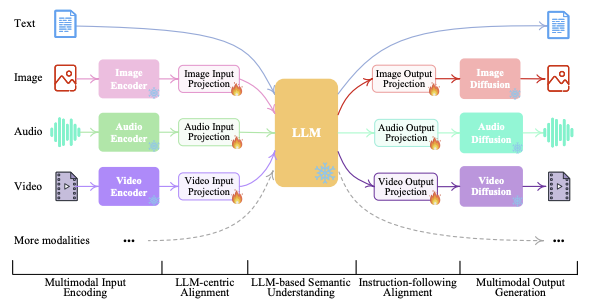 Text
Image
Image
Encoder
Image Input
Projection
Image Output
Projection
Image
Diffusion
Audio
Audio
Encoder
Audio Input
Projection
LLM
Audio Output
Projection
Audio
Diffusion
Video
Video
Encoder
Video Input
Projection
Video Output
Projection
Video
Diffusion
More modalities
...
...
Multimodal Input
Encoding
LLM-centric
Alignment
LLM-based Semantic
Understanding
Instruction-following
Alignment
Multimodal Output
Generation